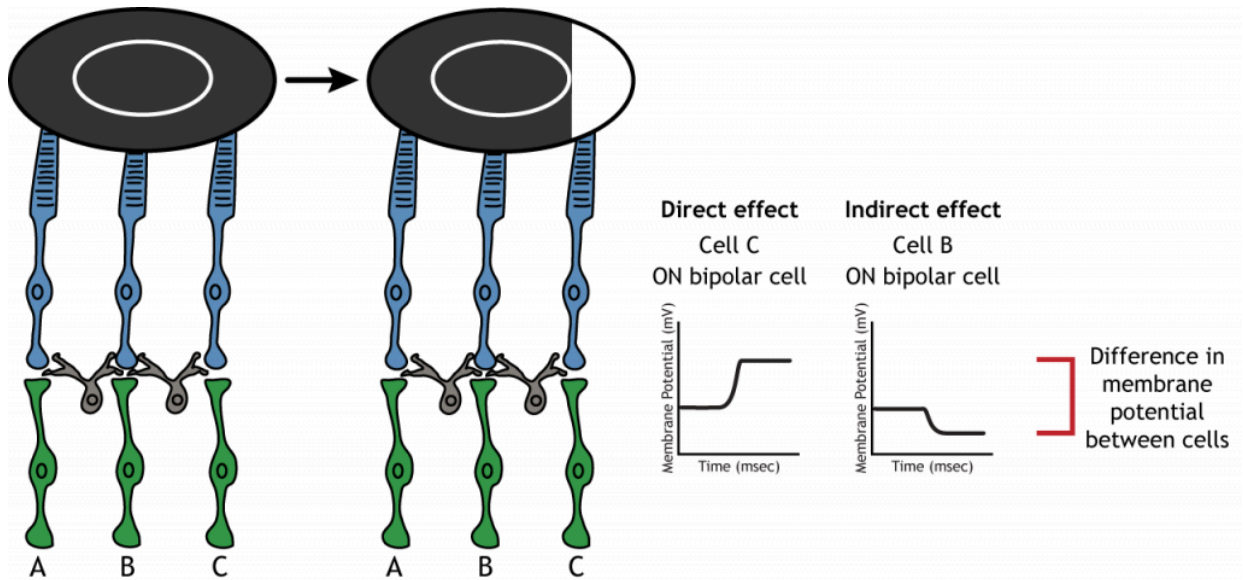 Direct effect
Cell C
ON bipolar cell
Membrane Potential (mV)
Time (msec)
Indirect effect
Cell B
ON bipolar cell
Membrane Potential (mV)
Time (msec)
Difference in
membrane
potential
between cells
A B C
A B C